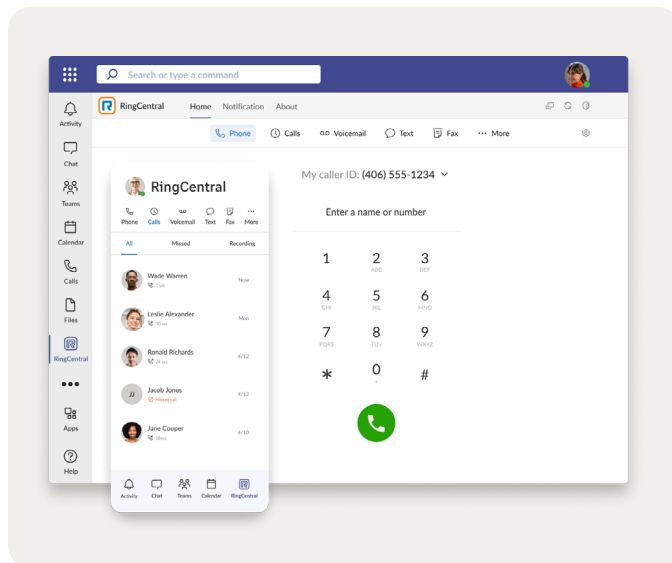 Search or type a command
RingCentral Home Notification About
Phone Calls Voicemail Text Fax More
Activity
Chat
Teams
Calendar
Calls
Files
RingCentral
Apps
Help
RingCentral
Phone Calls Voicemail Text Fax More
All Missed Recording
Wade Warren
Now
Leslie Alexander
Mon
Ronald Richards
24 sec
4/12
JJ
Jacob Jones
Missed call
4/12
Jane Cooper
4/10
Activity Chat Teams Calendar RingCentral
My caller ID: (406) 555-1234
Enter a name or number
1 2 3
ABC DEF
4 5 6
GHI JKL MNO
7 8 9
PQRS TUV WXYZ
* 0 #
+